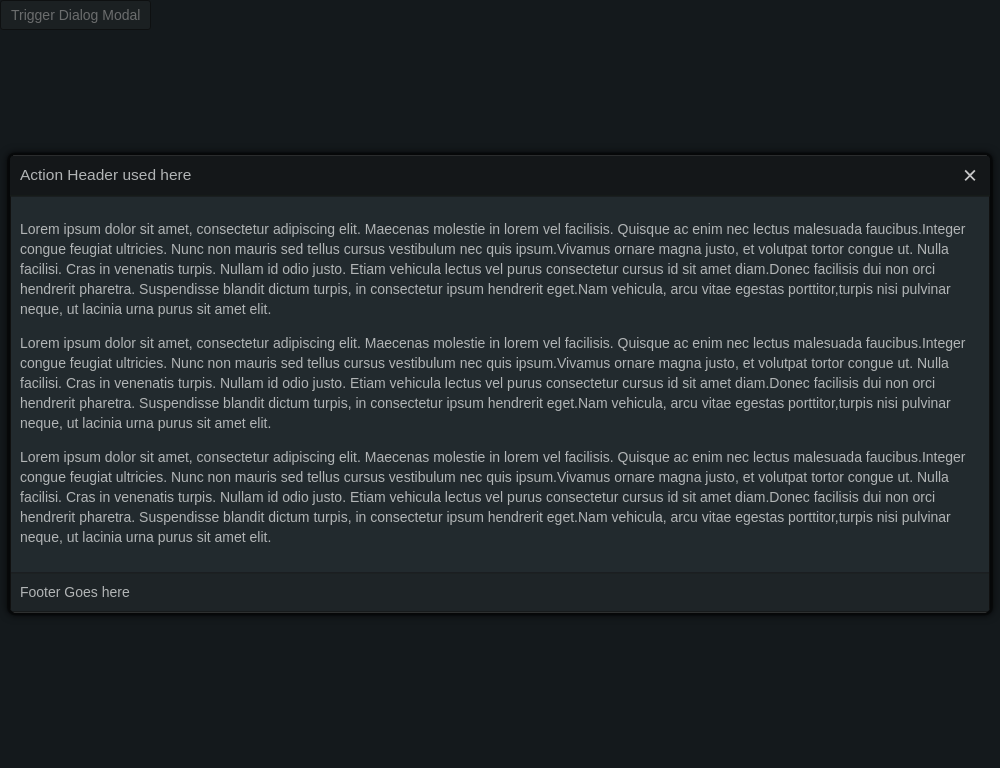 Trigger Dialog Modal
Action Header used here
Lorem ipsum dolor sit amet, consectetur adipiscing elit. Maecenas molestie in lorem vel facilisis. Quisque ac enim nec lectus malesuada faucibus.Integer
congue feugiat ultricies. Nunc non mauris sed tellus cursus vestibulum nec quis ipsum.Vivamus ornare magna justo, et volutpat tortor congue ut. Nulla
facilisi. Cras in venenatis turpis. Nullam id odio justo. Etiam vehicula lectus vel purus consectetur cursus id sit amet diam.Donec facilisis dui non orci
hendrerit pharetra. Suspendisse blandit dictum turpis, in consectetur ipsum hendrerit eget.Nam vehicula, arcu vitae egestas porttitor,turpis nisi pulvinar
neque, ut lacinia urna purus sit amet elit.
Lorem ipsum dolor sit amet, consectetur adipiscing elit. Maecenas molestie in lorem vel facilisis. Quisque ac enim nec lectus malesuada faucibus.Integer
congue feugiat ultricies. Nunc non mauris sed tellus cursus vestibulum nec quis ipsum.Vivamus ornare magna justo, et volutpat tortor congue ut. Nulla
facilisi. Cras in venenatis turpis. Nullam id odio justo. Etiam vehicula lectus vel purus consectetur cursus id sit amet diam.Donec facilisis dui non orci
hendrerit pharetra. Suspendisse blandit dictum turpis, in consectetur ipsum hendrerit eget.Nam vehicula, arcu vitae egestas porttitor,turpis nisi pulvinar
neque, ut lacinia urna purus sit amet elit.
Lorem ipsum dolor sit amet, consectetur adipiscing elit. Maecenas molestie in lorem vel facilisis. Quisque ac enim nec lectus malesuada faucibus.Integer
congue feugiat ultricies. Nunc non mauris sed tellus cursus vestibulum nec quis ipsum.Vivamus ornare magna justo, et volutpat tortor congue ut. Nulla
facilisi. Cras in venenatis turpis. Nullam id odio justo. Etiam vehicula lectus vel purus consectetur cursus id sit amet diam.Donec facilisis dui non orci
hendrerit pharetra. Suspendisse blandit dictum turpis, in consectetur ipsum hendrerit eget.Nam vehicula, arcu vitae egestas porttitor,turpis nisi pulvinar
neque, ut lacinia urna purus sit amet elit.
Footer Goes here